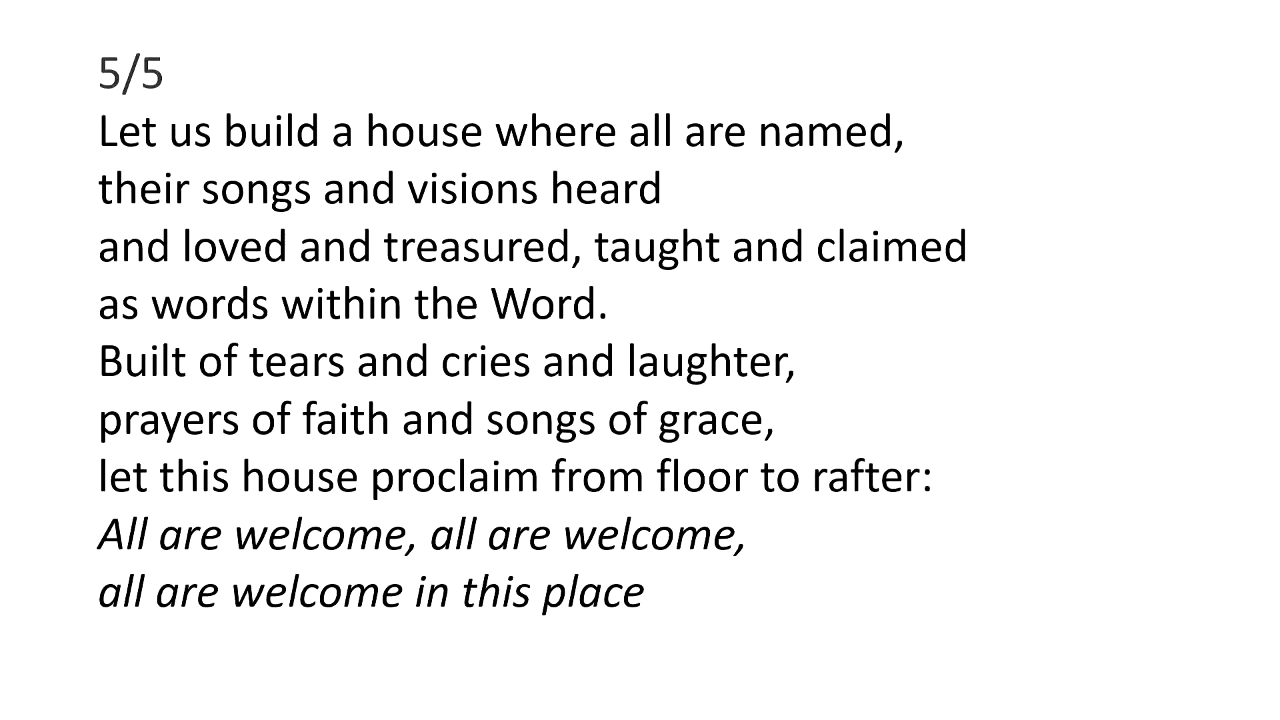 5/5
Let us build a house where all are named,
their songs and visions heard
and loved and treasured, taught and claimed
as words within the Word.
Built of tears and cries and laughter,
prayers of faith and songs of grace,
let this house proclaim from floor to rafter:
All are welcome, all are welcome,
all are welcome in this place